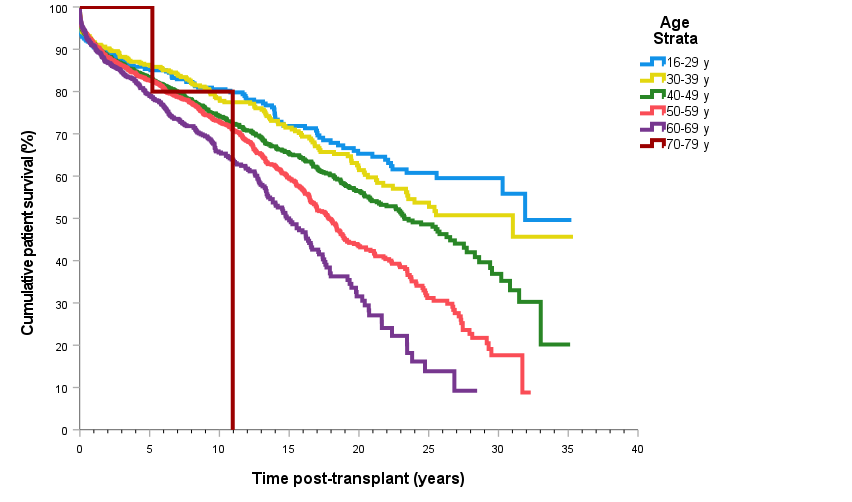 Age
Strata
16-29 y
30-39 y
40-49 y
50-59 y
60-69 y
70-79 y
Cumulative patient survival (%)
100
90
80
70
60
50
40
30
20
10
0
0 5 10 15 20 25 30 35 40
Time post-transplant (years)